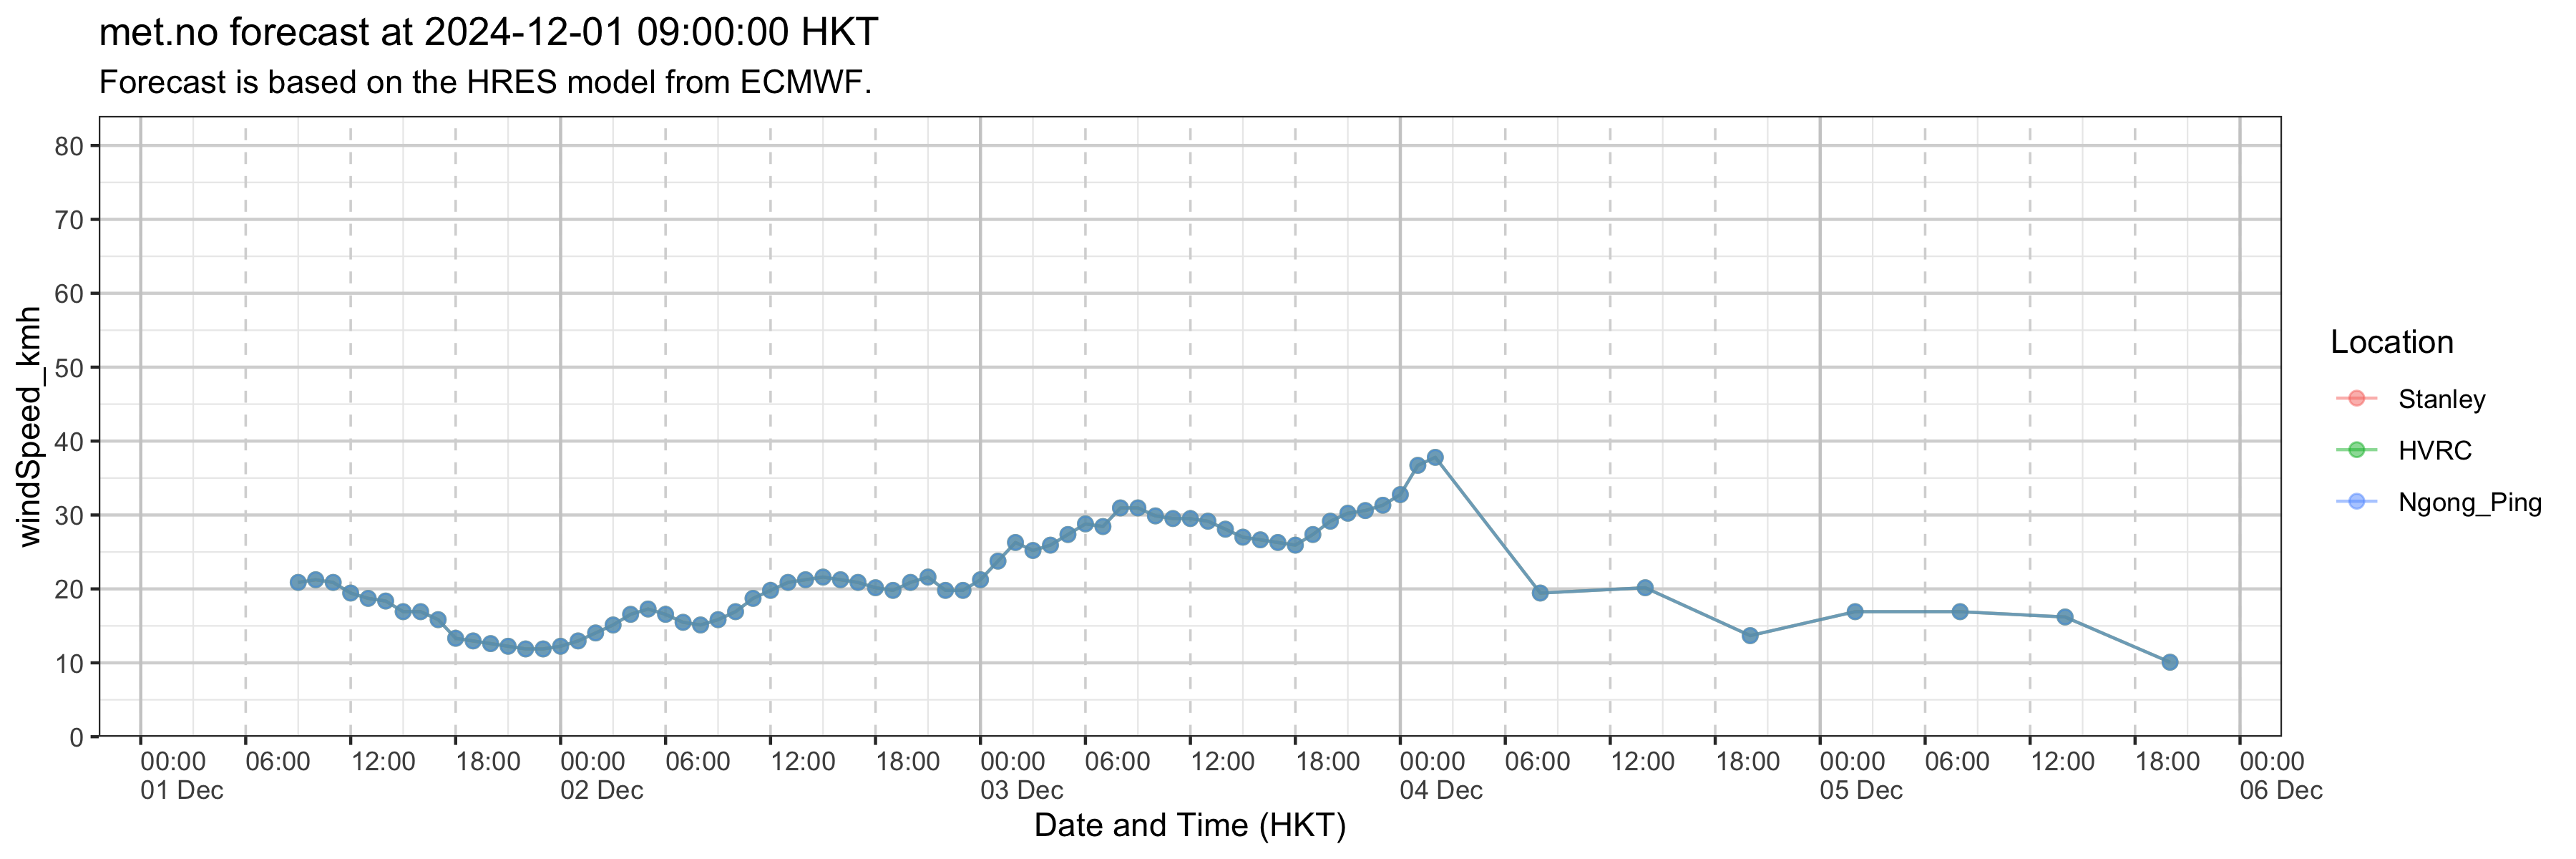 met.no forecast at 2024-12-01 09:00:00 HKT
Forecast is based on the HRES model from ECMWF.
windSpeed_kmh
80
70
60
50
40
30
20
10
0
00:00 06:00 12:00 18:00 00:00 06:00 12:00 18:00 00:00 06:00 12:00 18:00 00:00 06:00 12:00 18:00 00:00 06:00 12:00 18:00 00:00
01 Dec 02 Dec 03 Dec 04 Dec 05 Dec 06 Dec
Date and Time (HKT)
Location
Stanley
HVRC
Ngong_Ping